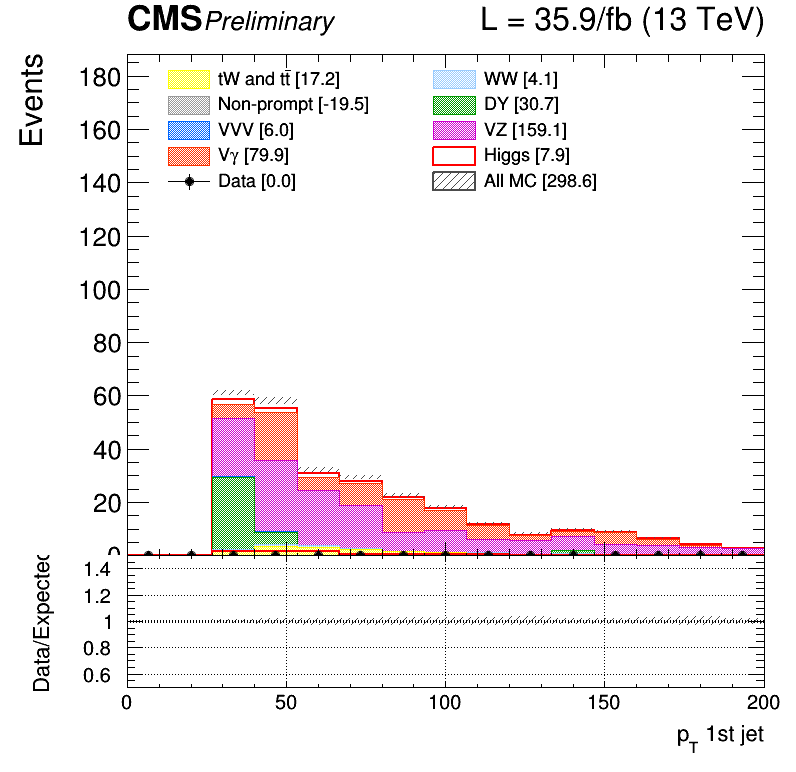 CMS Preliminary L = 35.9/fb (13 TeV)
Events
180
160
140
120
100
80
60
40
20
0
tW and tt̄ [17.2]
WW [4.1]
Non-prompt [-19.5]
DY [30.7]
VVV [6.0]
VZ [159.1]
Vγ [79.9]
Higgs [7.9]
Data [0.0]
All MC [298.6]
Data/Expected
1.4
1.2
1
0.8
0.6
0 50 100 150 200
p_T 1st jet